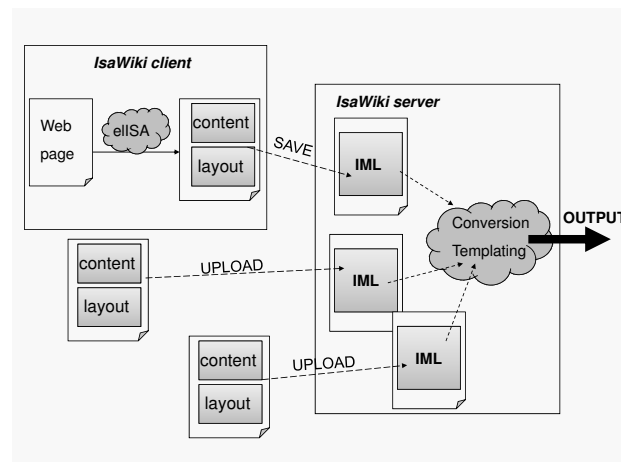 IsaWiki client
Web
page
elISA
content
layout
SAVE
IsaWiki server
IML
Conversion
Templating
OUTPUT
content
layout
UPLOAD
IML
content
layout
UPLOAD
IML